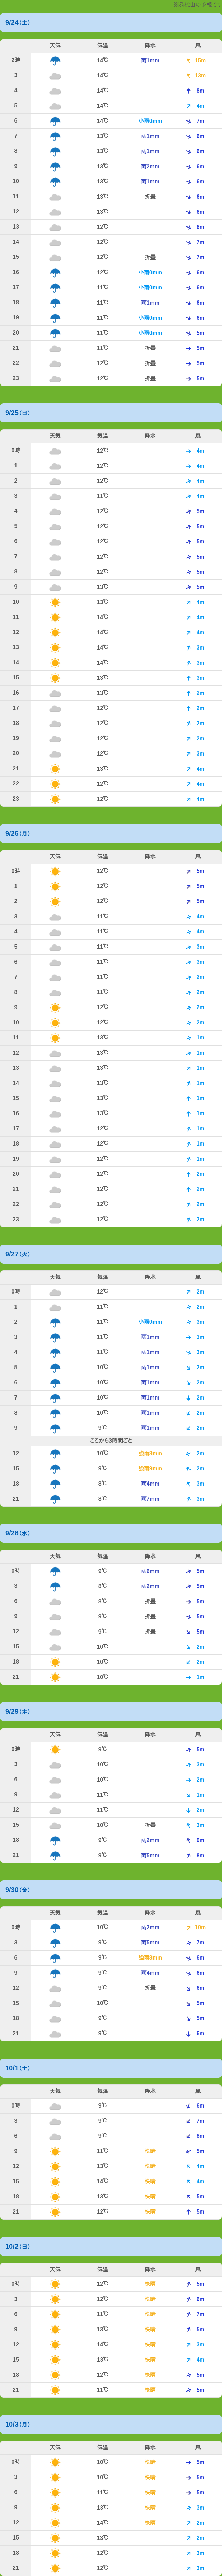 天蓋橋山の予報です
9/24(土)
天気 気温 降水 風
2時 14℃ 雨1mm 15m
3 14℃ 13m
4 14℃ 8m
5 14℃ 4m
6 14℃ 小雨0mm 7m
7 13℃ 雨1mm 6m
8 13℃ 雨1mm 6m
9 13℃ 雨2mm 6m
10 13℃ 雨1mm 6m
11 13℃ 折曇 6m
12 13℃ 6m
13 12℃ 6m
14 12℃ 7m
15 12℃ 折曇 7m
16 12℃ 小雨0mm 6m
17 11℃ 小雨0mm 6m
18 11℃ 雨1mm 6m
19 11℃ 小雨0mm 6m
20 11℃ 小雨0mm 5m
21 11℃ 折曇 5m
22 12℃ 折曇 5m
23 12℃ 折曇 5m
9/25(日)
天気 気温 降水 風
0時 12℃ 4m
1 12℃ 4m
2 12℃ 4m
3 11℃ 4m
4 12℃ 5m
5 12℃ 5m
6 12℃ 5m
7 12℃ 5m
8 12℃ 5m
9 13℃ 5m
10 13℃ 4m
11 14℃ 4m
12 14℃ 4m
13 14℃ 3m
14 14℃ 3m
15 13℃ 3m
16 13℃ 2m
17 12℃ 2m
18 12℃ 2m
19 12℃ 2m
20 12℃ 3m
21 13℃ 4m
22 12℃ 4m
23 12℃ 4m
9/26(月)
天気 気温 降水 風
0時 12℃ 5m
1 12℃ 5m
2 12℃ 5m
3 11℃ 4m
4 11℃ 4m
5 11℃ 3m
6 11℃ 3m
7 11℃ 2m
8 11℃ 2m
9 12℃ 2m
10 12℃ 2m
11 13℃ 1m
12 13℃ 1m
13 13℃ 1m
14 13℃ 1m
15 13℃ 1m
16 13℃ 1m
17 12℃ 1m
18 12℃ 1m
19 12℃ 1m
20 12℃ 2m
21 12℃ 2m
22 12℃ 2m
23 12℃ 2m
9/27(火)
天気 気温 降水 風
0時 12℃ 2m
1 12℃ 2m
2 11℃ 小雨0mm 3m
3 11℃ 雨1mm 3m
4 11℃ 雨1mm 3m
5 10℃ 雨1mm 2m
6 10℃ 雨1mm 2m
7 10℃ 雨1mm 2m
8 10℃ 雨1mm 2m
9 9℃ 雨1mm 2m
ここから3時間ごと
12 10℃ 強雨8mm 2m
15 9℃ 強雨9mm 2m
18 8℃ 雨4mm 3m
21 8℃ 雨7mm 3m
9/28(水)
天気 気温 降水 風
0時 9℃ 雨6mm 5m
3 8℃ 雨2mm 5m
6 8℃ 折曇 5m
9 9℃ 折曇 5m
12 9℃ 折曇 5m
15 10℃ 2m
18 10℃ 2m
21 10℃ 1m
9/29(木)
天気 気温 降水 風
0時 9℃ 5m
3 10℃ 3m
6 10℃ 2m
9 11℃ 1m
12 11℃ 2m
15 10℃ 折曇 3m
18 9℃ 雨2mm 9m
21 9℃ 雨5mm 8m
9/30(金)
天気 気温 降水 風
0時 10℃ 雨2mm 10m
3 9℃ 雨5mm 7m
6 9℃ 強雨8mm 6m
9 9℃ 雨4mm 6m
12 9℃ 折曇 6m
15 10℃ 5m
18 9℃ 5m
21 9℃ 6m
10/1(土)
天気 気温 降水 風
0時 9℃ 6m
3 9℃ 7m
6 9℃ 8m
9 11℃ 快晴 5m
12 13℃ 快晴 4m
15 14℃ 快晴 4m
18 13℃ 快晴 5m
21 12℃ 快晴 5m
10/2(日)
天気 気温 降水 風
0時 12℃ 快晴 5m
3 12℃ 快晴 6m
6 11℃ 快晴 7m
9 13℃ 快晴 5m
12 14℃ 快晴 3m
15 13℃ 快晴 4m
18 12℃ 快晴 5m
21 11℃ 快晴 5m
10/3(月)
天気 気温 降水 風
0時 10℃ 快晴 5m
3 10℃ 快晴 5m
6 11℃ 快晴 5m
9 13℃ 快晴 3m
12 14℃ 快晴 2m
15 13℃ 2m
18 12℃ 3m
21 12℃ 3m